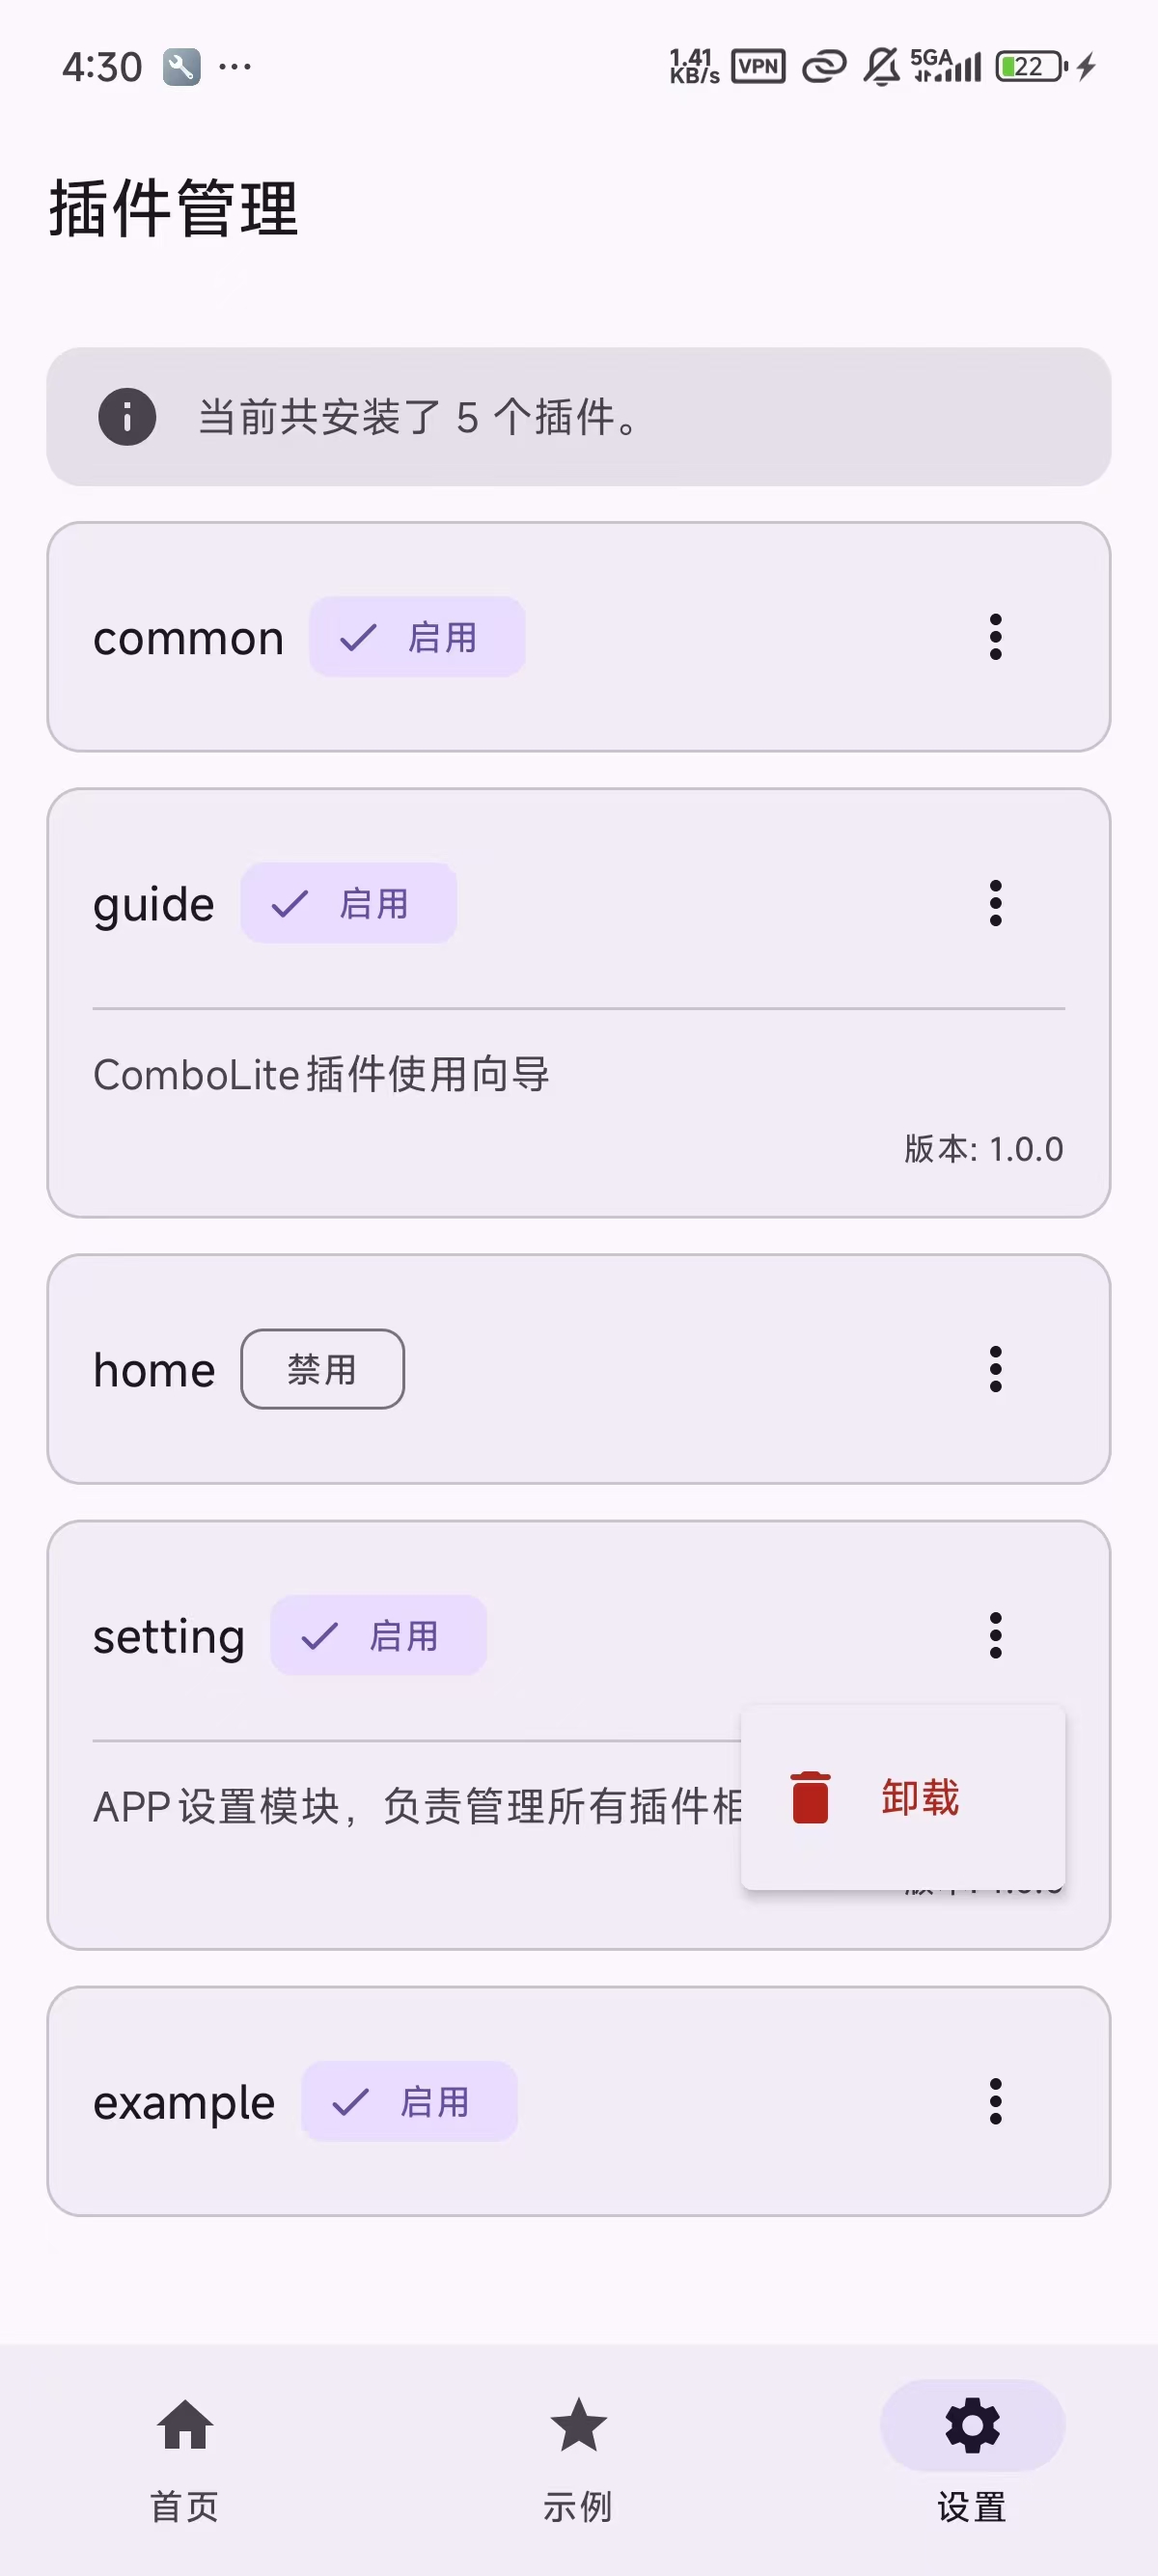 4:30
1.41 KB/s VPN 5GA 22
插件管理
当前共安装了 5 个插件。
common 启用
guide 启用
ComboLite插件使用向导
版本: 1.0.0
home 禁用
setting 启用
APP设置模块，负责管理所有插件相
卸载
example 启用
首页 示例 设置